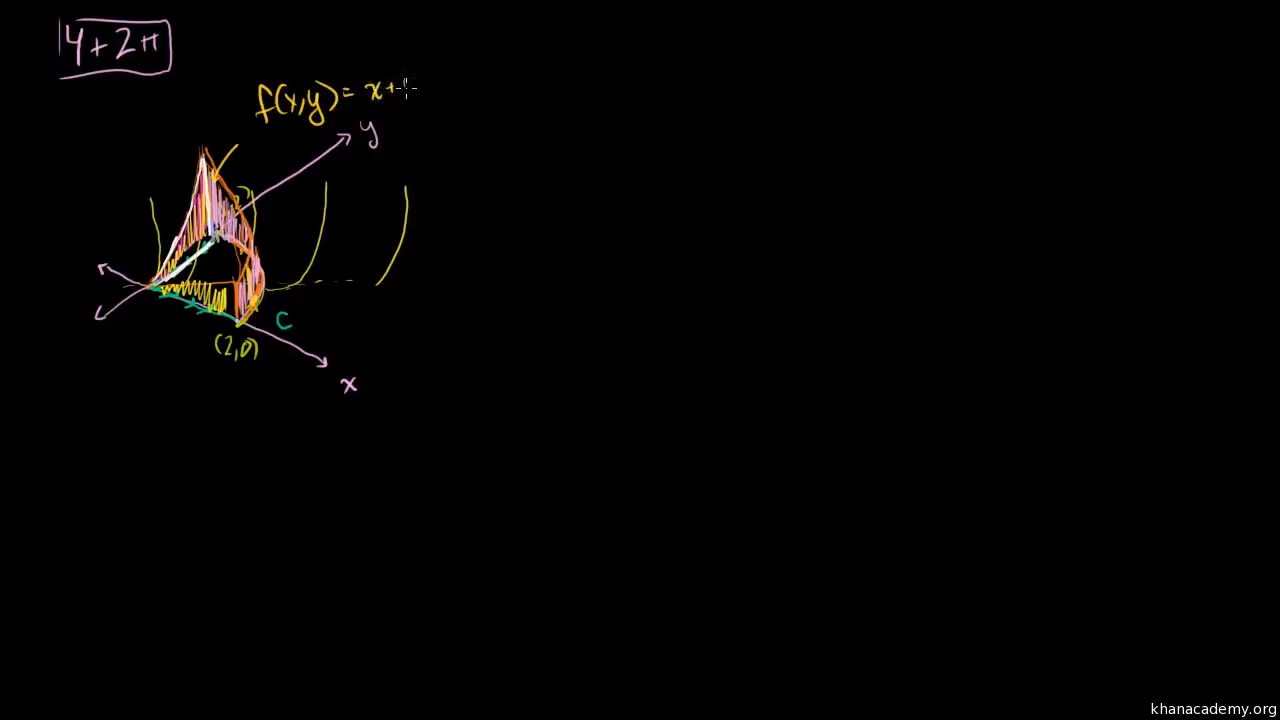 4+2π
f(x,y)= x+
y
C
(2,0)
x
khanacademy.org